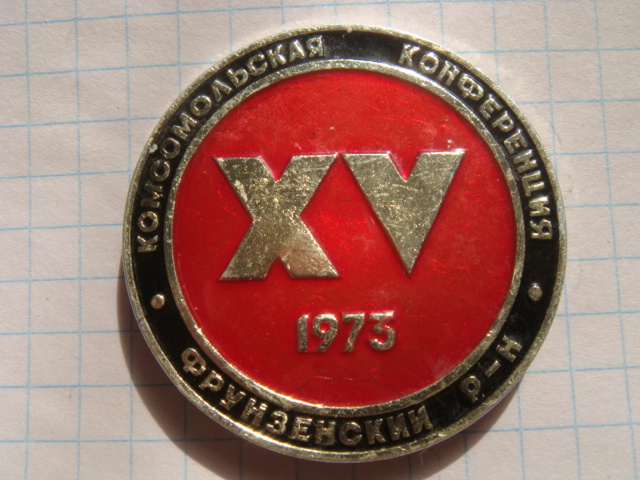 КОМСОМОЛЬСКАЯ КОНФЕРЕНЦИЯ
XV
1973
ФРУНЗЕНСКИЙ Р-Н